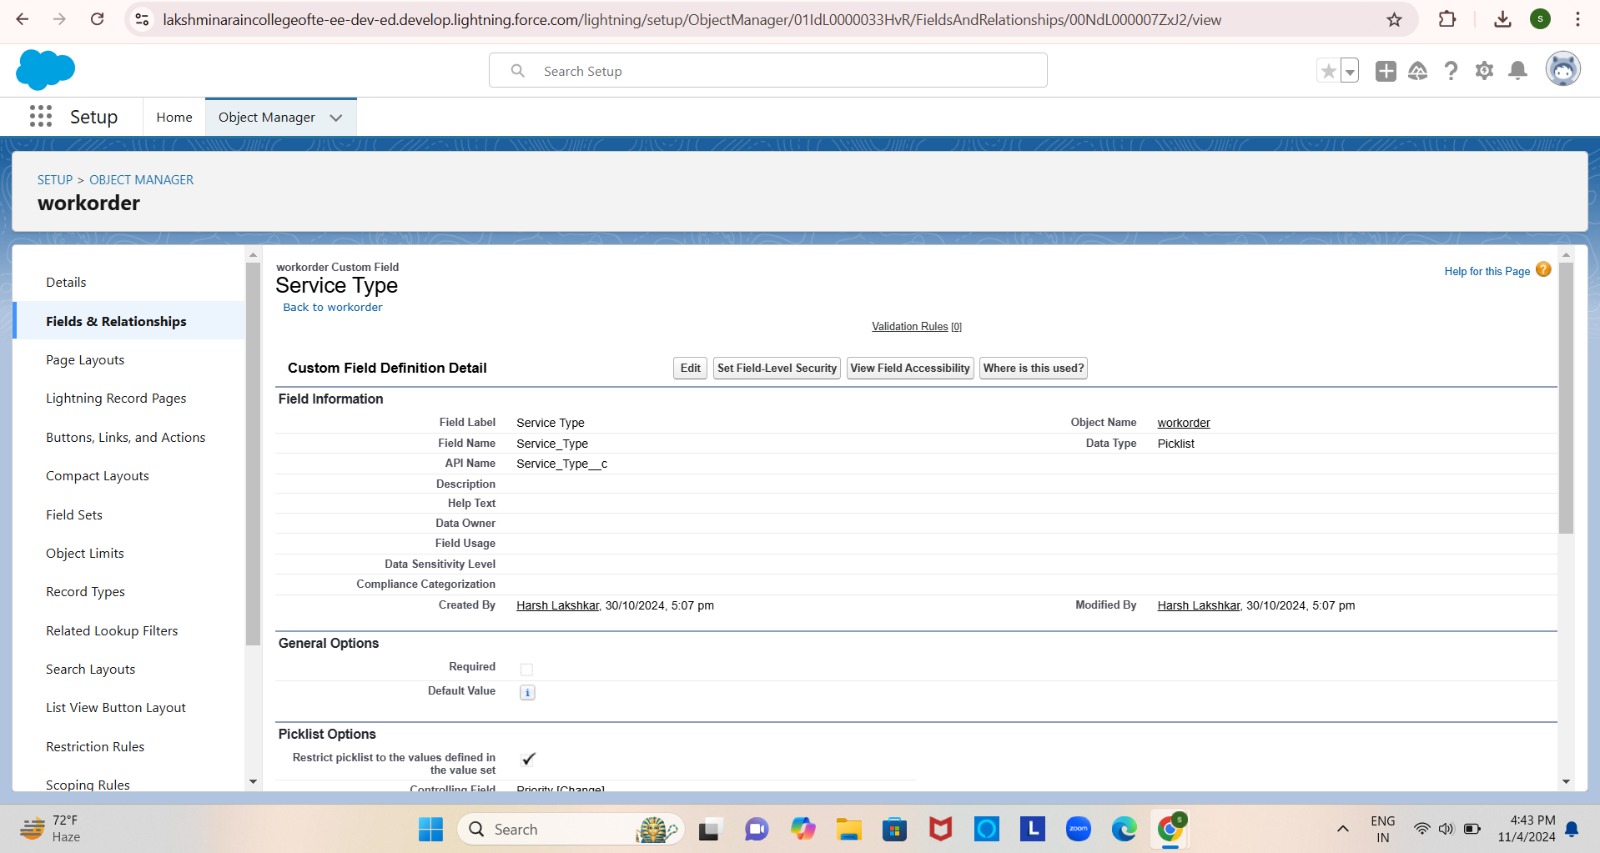 lakshminaraincollegeofte-ee-dev-ed.develop.lightning.force.com/lightning/setup/ObjectManager/01IdL0000033HvR/FieldsAndRelationships/00NdL000007ZxJ2/view
S
Search Setup
Setup
Home
Object Manager
SETUP > OBJECT MANAGER
workorder
Details
Fields & Relationships
Page Layouts
Lightning Record Pages
Buttons, Links, and Actions
Compact Layouts
Field Sets
Object Limits
Record Types
Related Lookup Filters
Search Layouts
List View Button Layout
Restriction Rules
Scoping Rules
workorder Custom Field
Service Type
Back to workorder
Help for this Page
Validation Rules [0]
Custom Field Definition Detail
Edit
Set Field-Level Security
View Field Accessibility
Where is this used?
Field Information
Field Label Service Type Object Name workorder
Field Name Service_Type Data Type Picklist
API Name Service_Type__c
Description
Help Text
Data Owner
Field Usage
Data Sensitivity Level
Compliance Categorization
Created By Harsh Lakshkar, 30/10/2024, 5:07 pm Modified By Harsh Lakshkar, 30/10/2024, 5:07 pm
General Options
Required
Default Value
Picklist Options
Restrict picklist to the values defined in
the value set
Controlling Field Priority [Change]
72°F
Haze
Search
L
zoom
S
ENG
IN
4:43 PM
11/4/2024